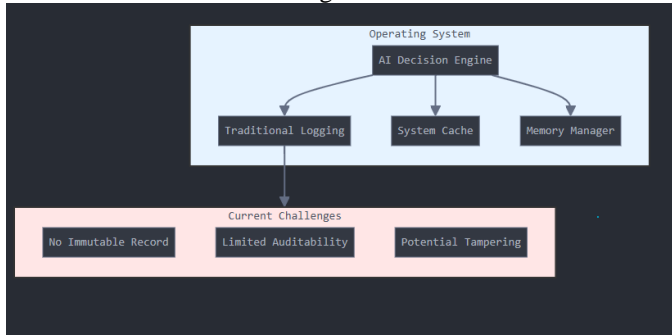 Operating System
AI Decision Engine
Traditional Logging System Cache Memory Manager
Current Challenges
No Immutable Record Limited Auditability Potential Tampering